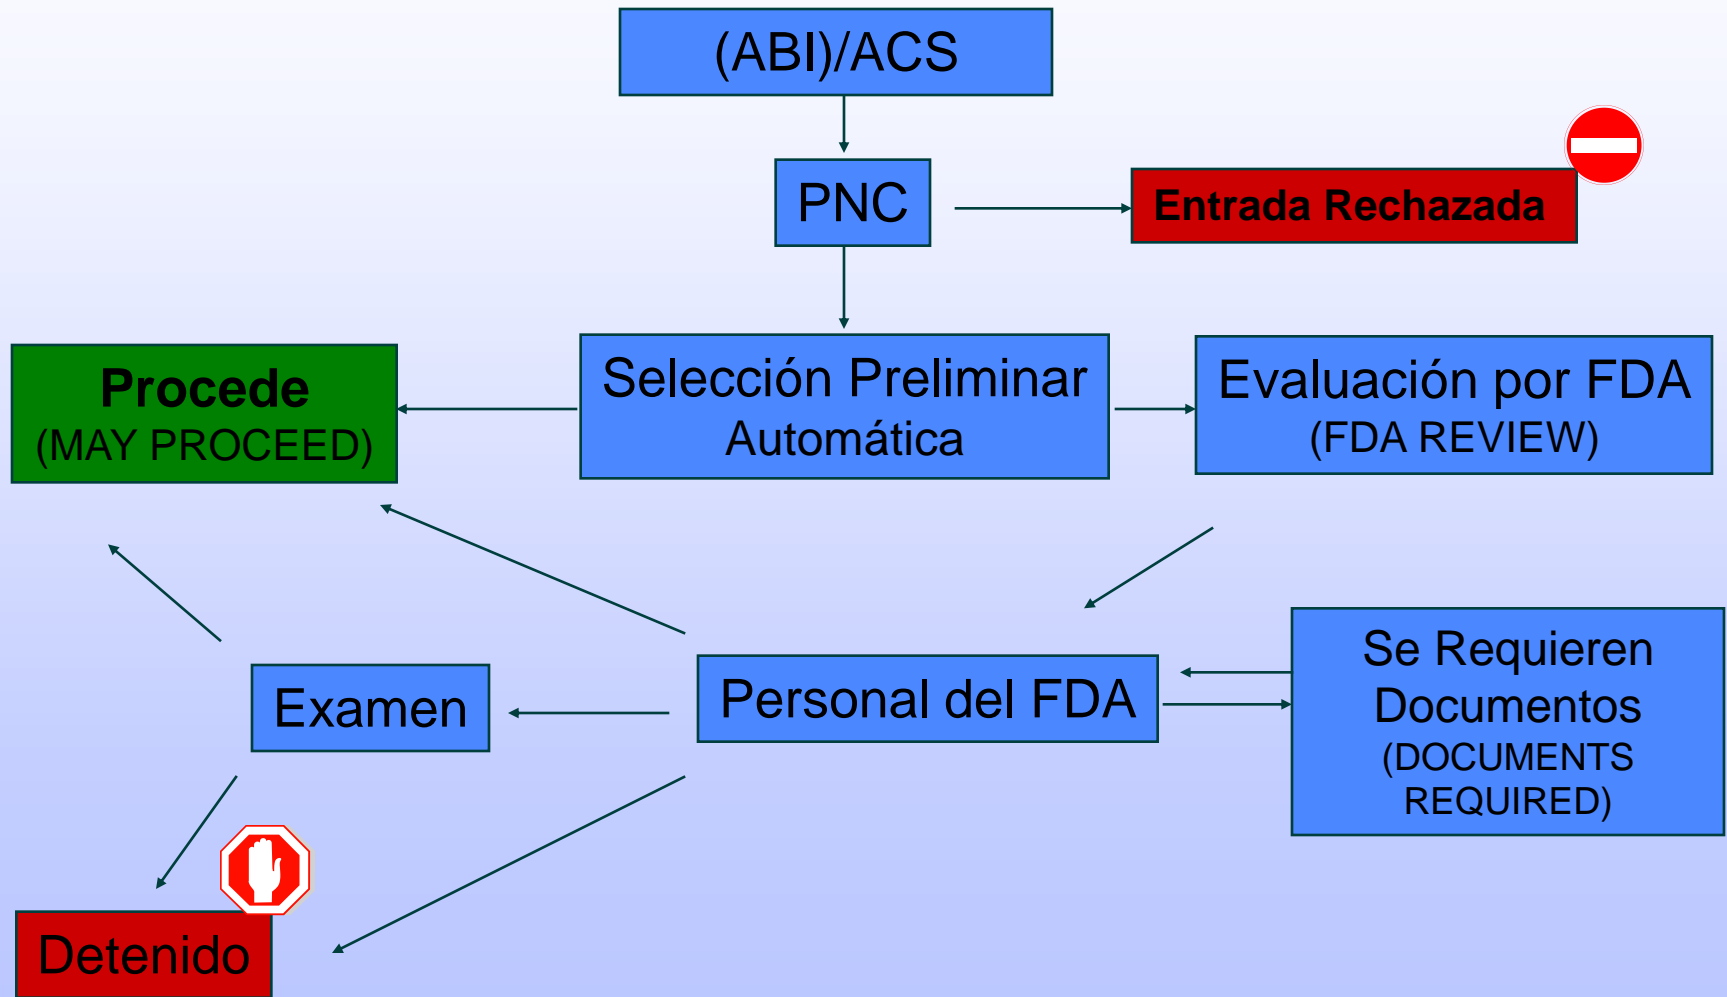 (ABI)/ACS
PNC
Entrada Rechazada
Procede
(MAY PROCEED)
Selección Preliminar
Automática
Evaluación por FDA
(FDA REVIEW)
Examen
Personal del FDA
Se Requieren
Documentos
(DOCUMENTS
REQUIRED)
Detenido